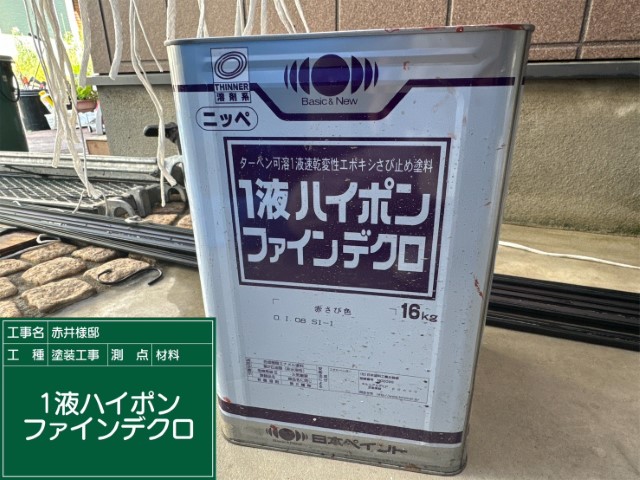 THINNER
溶剤系
ニッペ
Basic & New
ターペン可溶1液速乾変性エポキシさび止め塗料
1液ハイポン
ファインデクロ
赤さび色
16kg
日本ペイント
工事名 赤井様邸
工種 塗装工事 測点 材料
1液ハイポン
ファインデクロ